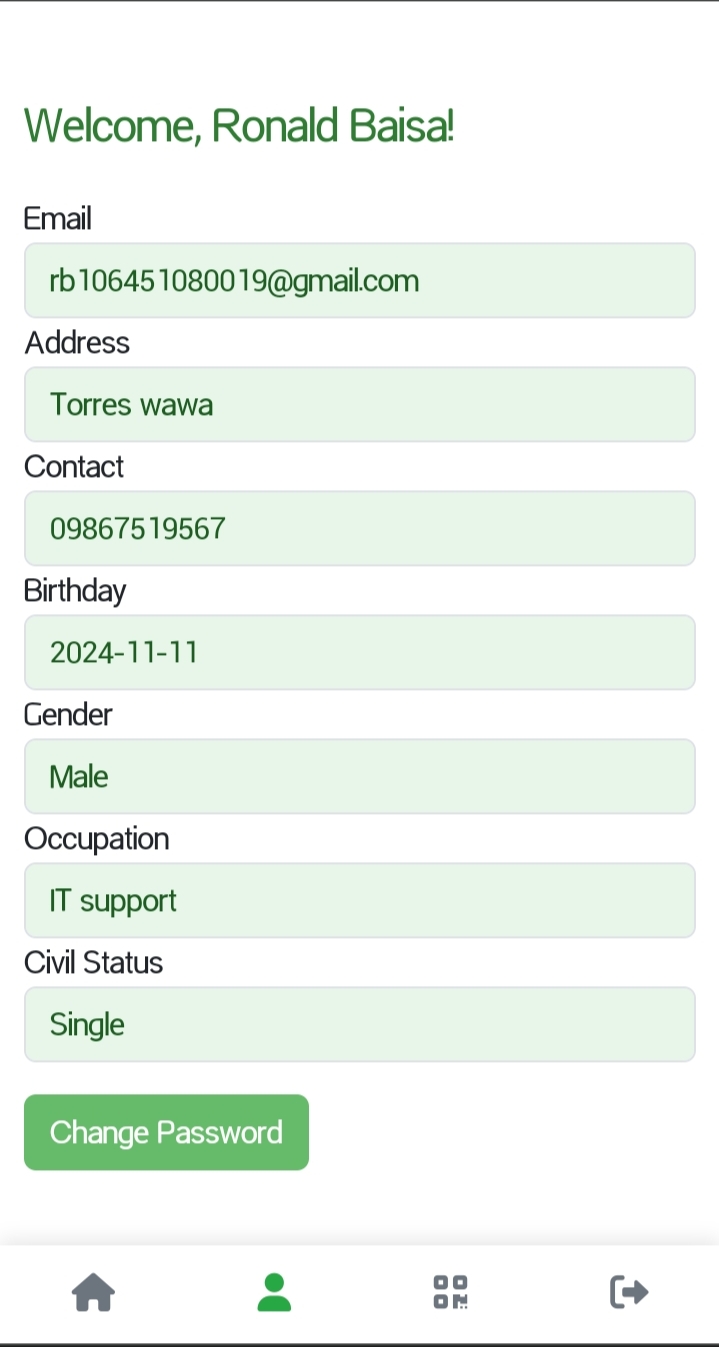 Welcome, Ronald Baisa!
Email
rb106451080019@gmail.com
Address
Torres wawa
Contact
09867519567
Birthday
2024-11-11
Gender
Male
Occupation
IT support
Civil Status
Single
Change Password